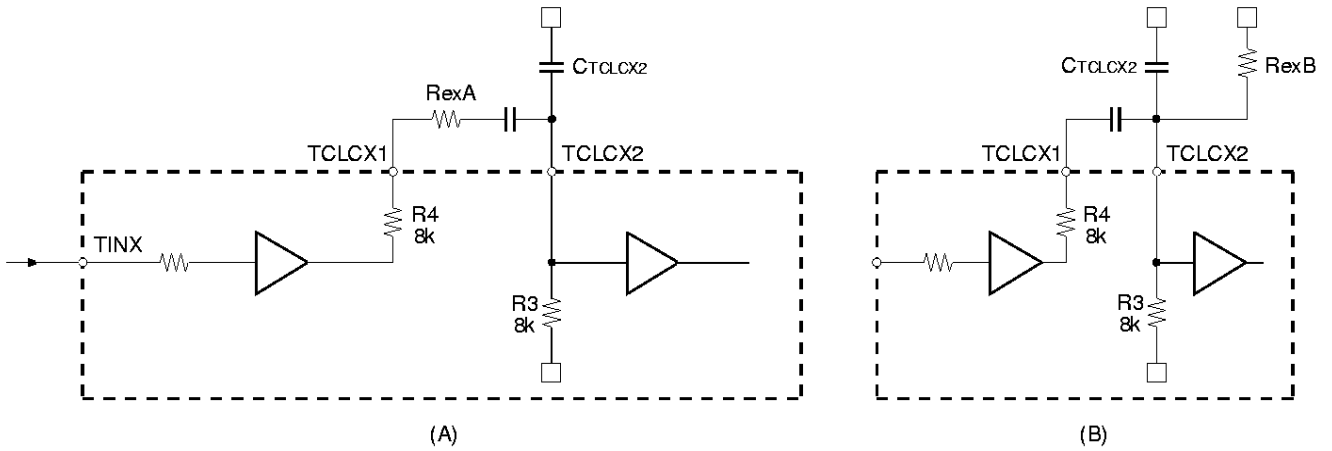 CTCLCX2
RexA
TCLCX1
TCLCX2
R4
8k
TINX
R3
8k
(A)
CTCLCX2
RexB
TCLCX1
TCLCX2
R4
8k
R3
8k
(B)